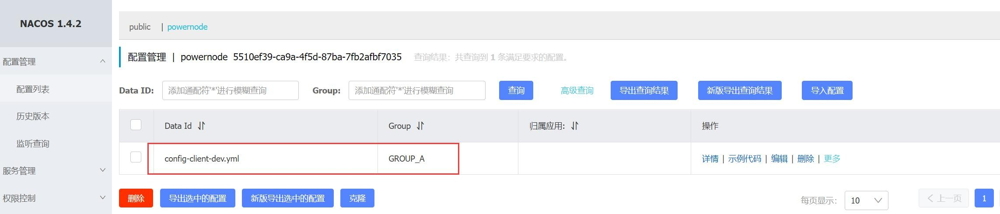 NACOS 1.4.2
public | powernode
配置管理 | powernode 5510ef39-ca9a-4f5d-87ba-7fb2afbf7035 查询结果：共查询到 1 条满足要求的配置。
配置管理
配置列表
历史版本
监听查询
服务管理
权限控制
Data ID: 添加通配符'*'进行模糊查询 Group: 添加通配符'*'进行模糊查询 查询 高级查询 导出查询结果 新版导出查询结果 导入配置
Data Id Group 归属应用: 操作
config-client-dev.yml GROUP_A 详情 | 示例代码 | 编辑 | 删除 | 更多
删除 导出选中的配置 新版导出选中的配置 克隆 每页显示: 10 上一页 1